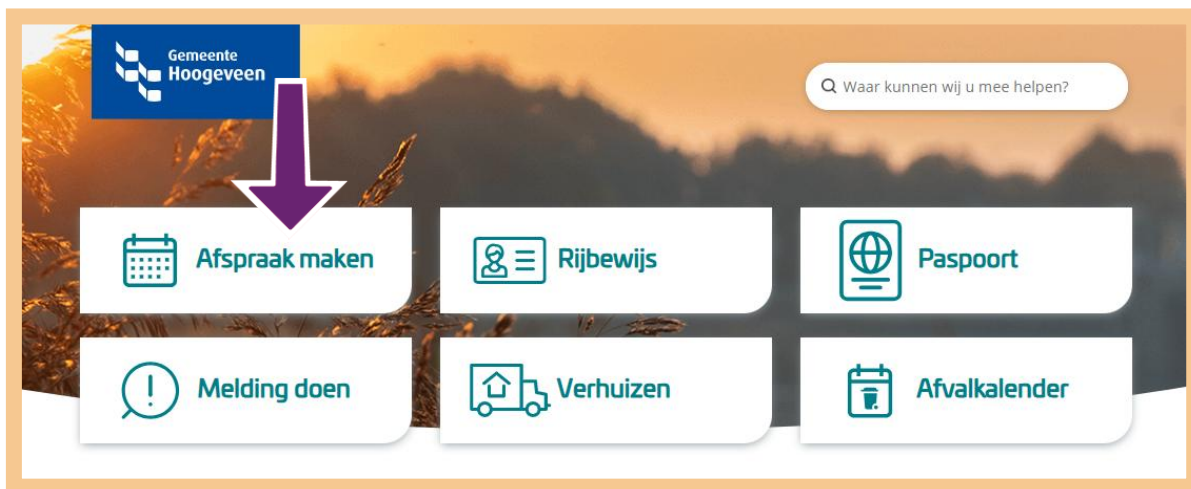 Gemeente
Hoogeveen
Waar kunnen wij u mee helpen?
Afspraak maken
Rijbewijs
Paspoort
Melding doen
Verhuizen
Afvalkalender